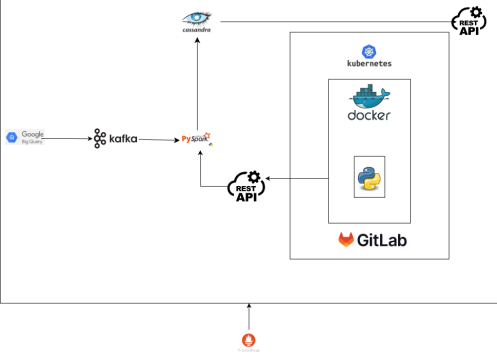 cassandra
REST
API
kubernetes
docker
Google
Big Query
kafka
PySpark
REST
API
GitLab